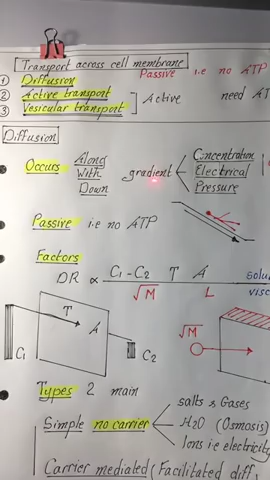 Transport across cell membrane
① Diffusion Passive i.e no ATP
② Active transport
③ Vesicular transport ] Active need AT
Diffusion
• Occurs Along With Down gradient Concentration Electrical Pressure
• Passive i.e no ATP
• Factors
DR ∝ C1-C2 T A solu
√M L visc
T A C1 C2 √M
• Types 2 main
Simple no carrier salts & Gases
H2O (Osmosis)
Ions i.e electricity
Carrier mediated (Facilitated diff.